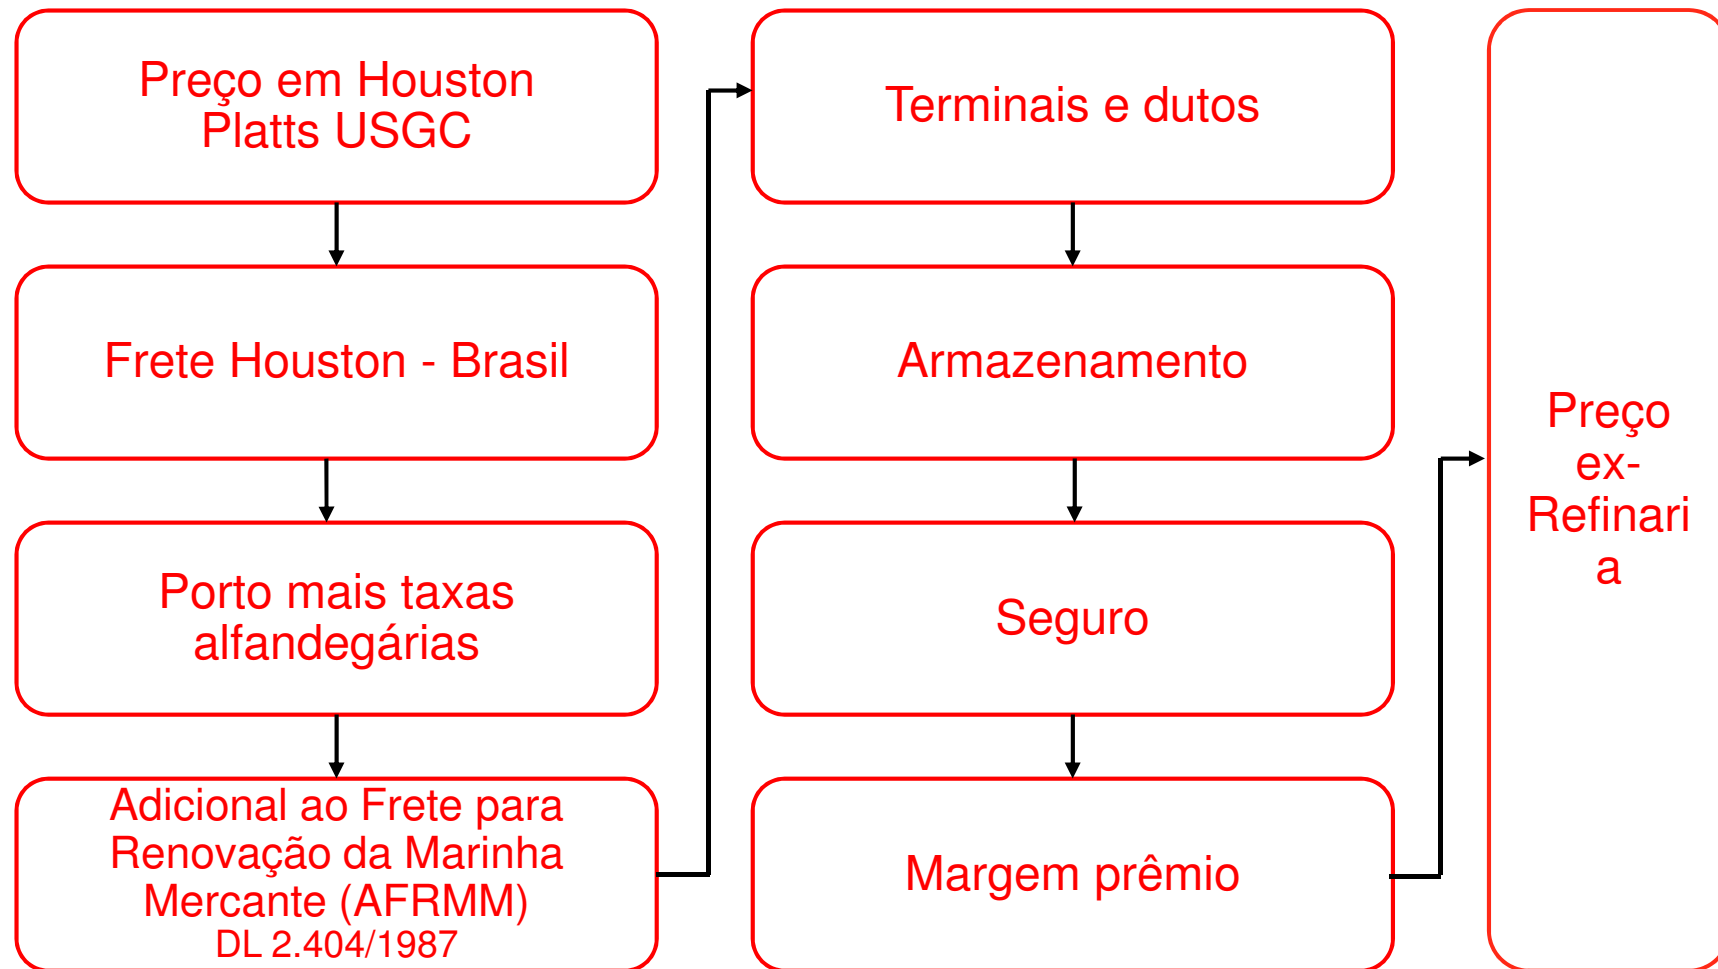 Preço em Houston
Platts USGC
Frete Houston - Brasil
Porto mais taxas
alfandegárias
Adicional ao Frete para
Renovação da Marinha
Mercante (AFRMM)
DL 2.404/1987
Terminais e dutos
Armazenamento
Seguro
Margem prêmio
Preço
ex-
Refinari
a